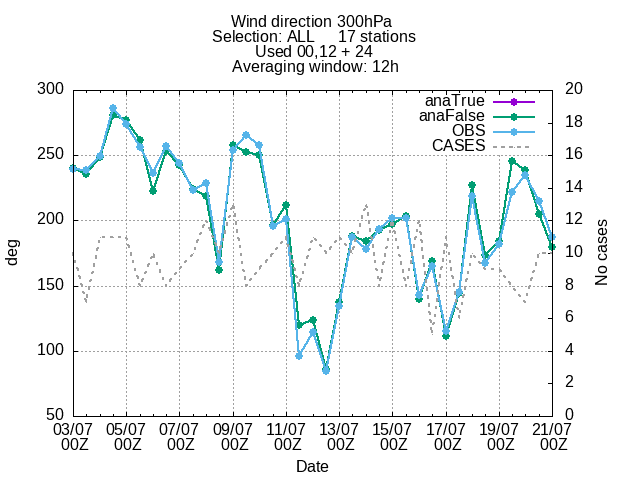 Wind direction 300hPa
Selection: ALL 17 stations
Used 00,12 + 24
Averaging window: 12h
anaTrue
anaFalse
OBS
CASES
deg
300
250
200
150
100
50
No cases
20
18
16
14
12
10
8
6
4
2
0
03/07 05/07 07/07 09/07 11/07 13/07 15/07 17/07 19/07 21/07
00Z 00Z 00Z 00Z 00Z 00Z 00Z 00Z 00Z 00Z
Date